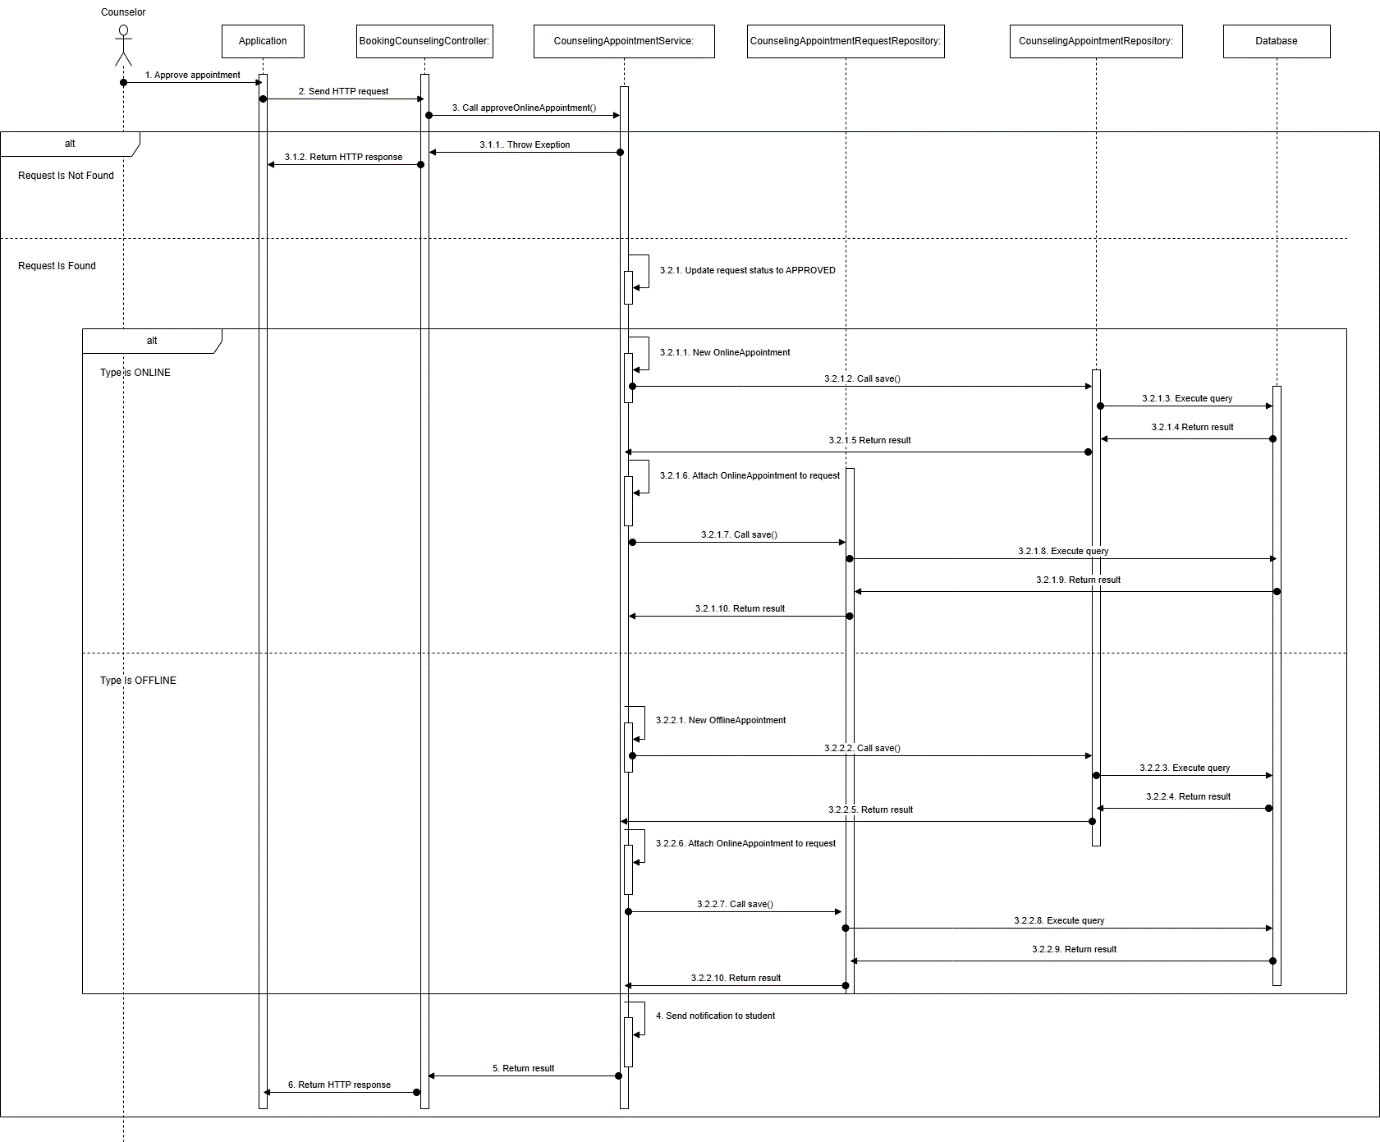 Counselor
Application
BookingCounselingController:
CounselingAppointmentService:
CounselingAppointmentRequestRepository:
CounselingAppointmentRepository:
Database
1. Approve appointment
2. Send HTTP request
3. Call approveOnlineAppointment()
alt
3.1.1.. Throw Exeption
3.1.2. Return HTTP response
Request Is Not Found
Request Is Found
3.2.1. Update request status to APPROVED
alt
3.2.1.1. New OnlineAppointment
Type is ONLINE
3.2.1.2. Call save()
3.2.1.3. Execute query
3.2.1.4 Return result
3.2.1.5 Return result
3.2.1.6. Attach OnlineAppointment to request
3.2.1.7. Call save()
3.2.1.8. Execute query
3.2.1.9. Return result
3.2.1.10. Return result
Type Is OFFLINE
3.2.2.1. New OfflineAppointment
3.2.2.2. Call save()
3.2.2.3. Execute query
3.2.2.4. Return result
3.2.2.5. Return result
3.2.2.6. Attach OnlineAppointment to request
3.2.2.7. Call save()
3.2.2.8. Execute query
3.2.2.9. Return result
3.2.2.10. Return result
4. Send notification to student
5. Return result
6. Return HTTP response